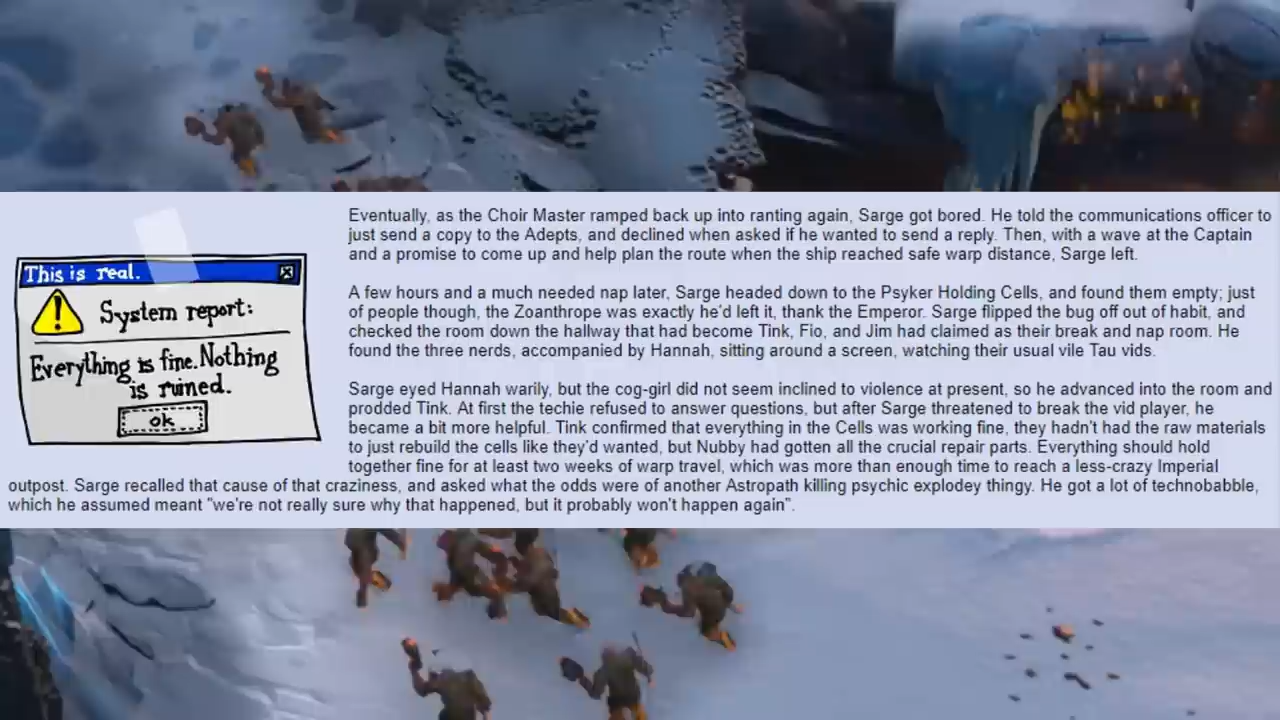 This is real.
System report:
Everything is fine. Nothing
is ruined.
ok
Eventually, as the Choir Master ramped back up into ranting again, Sarge got bored. He told the communications officer to
just send a copy to the Adepts, and declined when asked if he wanted to send a reply. Then, with a wave at the Captain
and a promise to come up and help plan the route when the ship reached safe warp distance, Sarge left.
A few hours and a much needed nap later, Sarge headed down to the Psyker Holding Cells, and found them empty; just
of people though, the Zoanthrope was exactly he'd left it, thank the Emperor. Sarge flipped the bug off out of habit, and
checked the room down the hallway that had become Tink, Fio, and Jim had claimed as their break and nap room. He
found the three nerds, accompanied by Hannah, sitting around a screen, watching their usual vile Tau vids.
Sarge eyed Hannah warily, but the cog-girl did not seem inclined to violence at present, so he advanced into the room and
prodded Tink. At first the techie refused to answer questions, but after Sarge threatened to break the vid player, he
became a bit more helpful. Tink confirmed that everything in the Cells was working fine, they hadn't had the raw materials
to just rebuild the cells like they'd wanted, but Nubby had gotten all the crucial repair parts. Everything should hold
together fine for at least two weeks of warp travel, which was more than enough time to reach a less-crazy Imperial
outpost. Sarge recalled that cause of that craziness, and asked what the odds were of another Astropath killing psychic explodey thingy. He got a lot of technobabble,
which he assumed meant "we're not really sure why that happened, but it probably won't happen again".